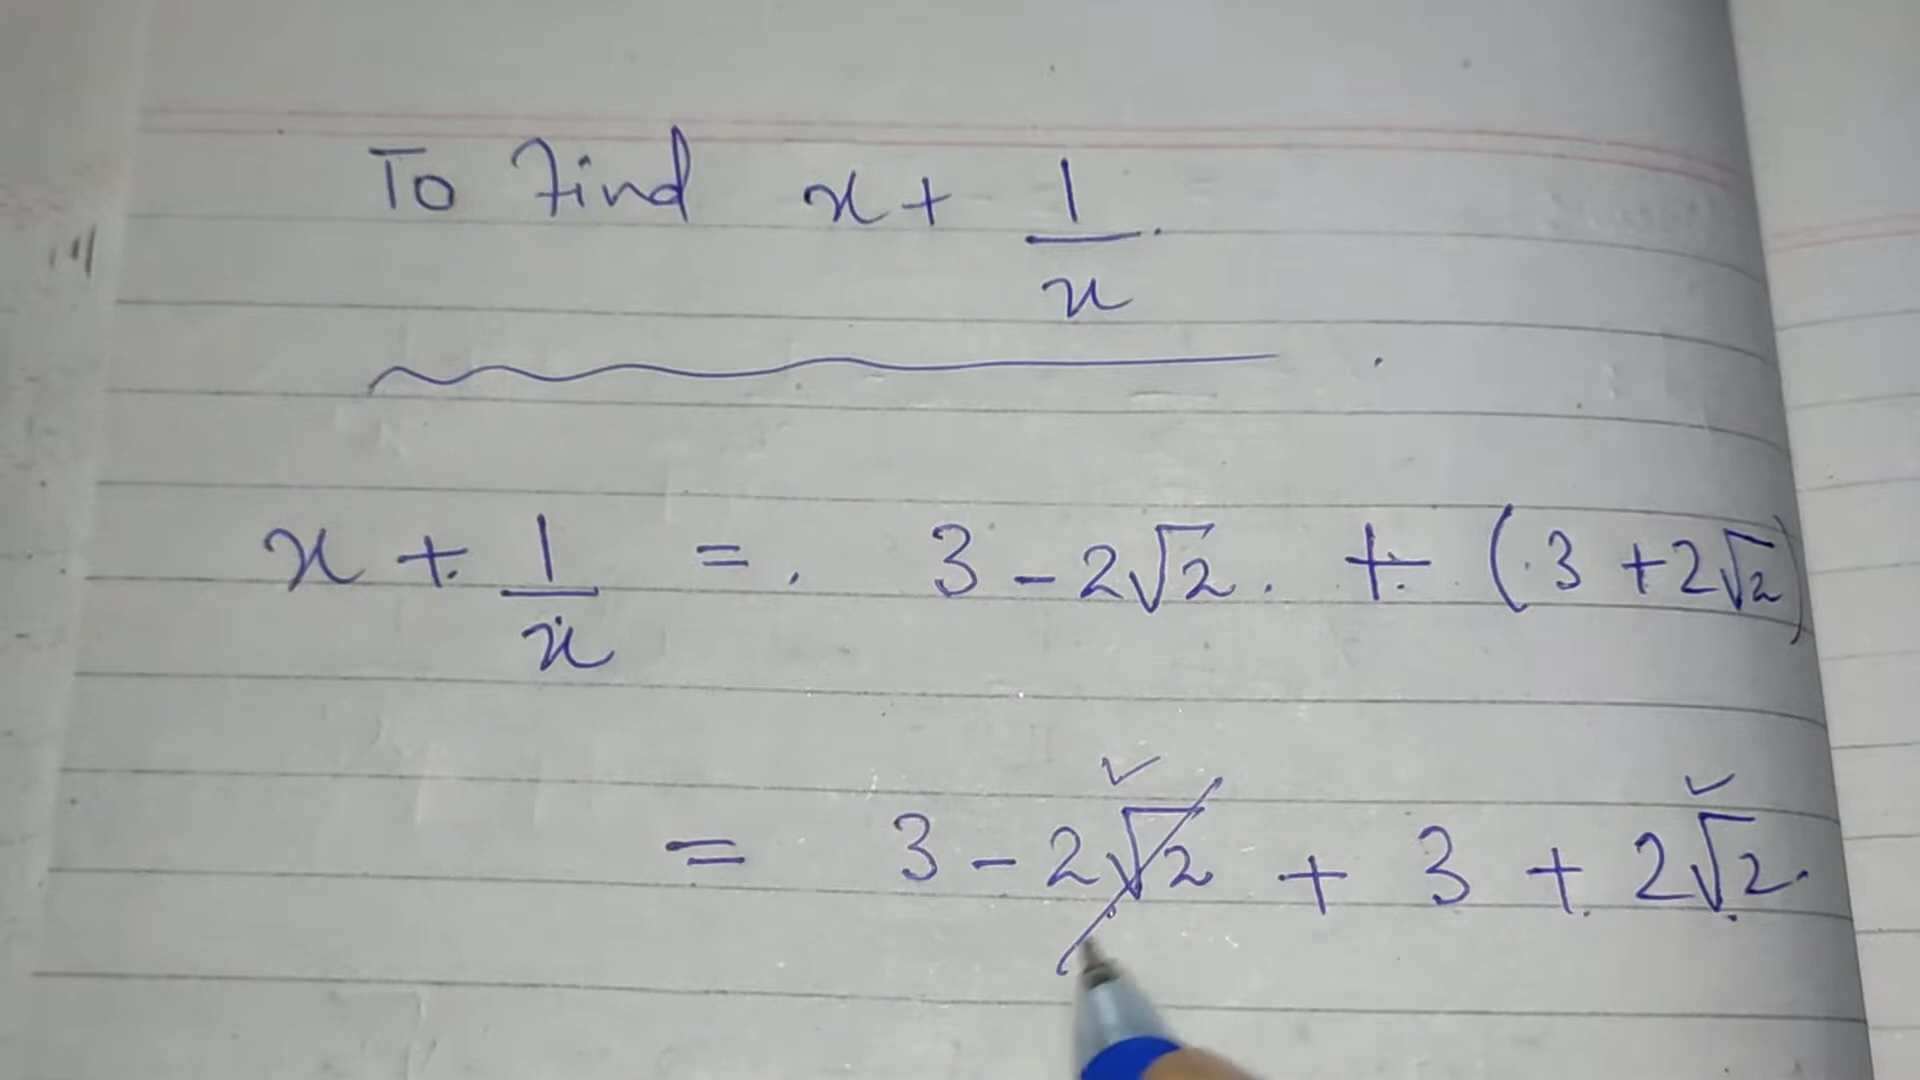 To Find x + 1/x
x + 1/x = 3 - 2√2 + (3 + 2√2)
= 3 - 2√2 + 3 + 2√2